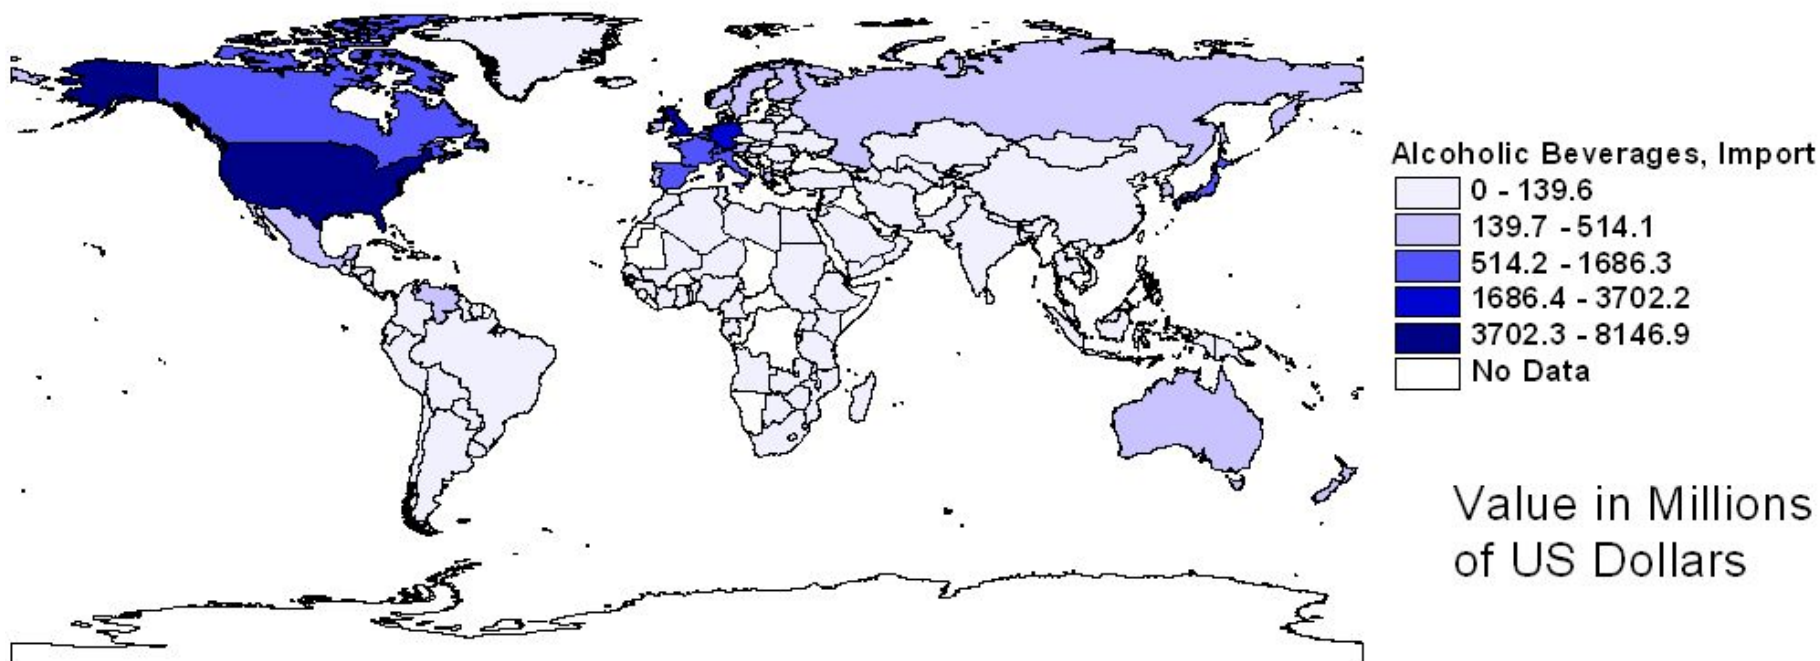 Alcoholic Beverages, Import
0 - 139.6
139.7 - 514.1
514.2 - 1686.3
1686.4 - 3702.2
3702.3 - 8146.9
No Data
Value in Millions
of US Dollars